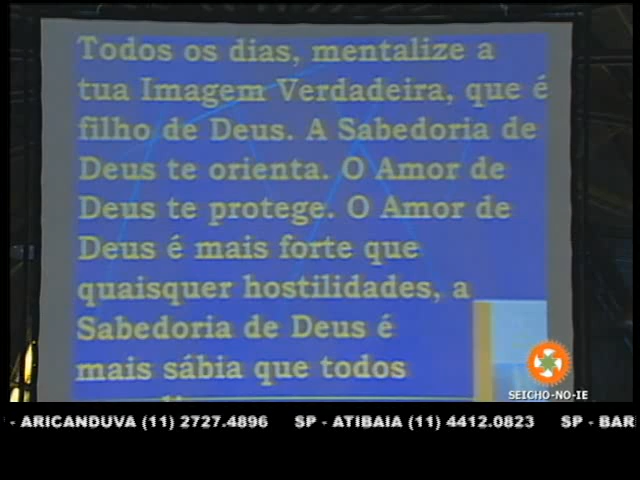 Todos os dias, mentalize a
tua Imagem Verdadeira, que é
filho de Deus. A Sabedoria de
Deus te orienta. O Amor de
Deus te protege. O Amor de
Deus é mais forte que
quaisquer hostilidades, a
Sabedoria de Deus é
mais sábia que todos
SEICHO-NO-IE
- ARICANDUVA (11) 2727.4896 SP - ATIBAIA (11) 4412.0823 SP - BAR